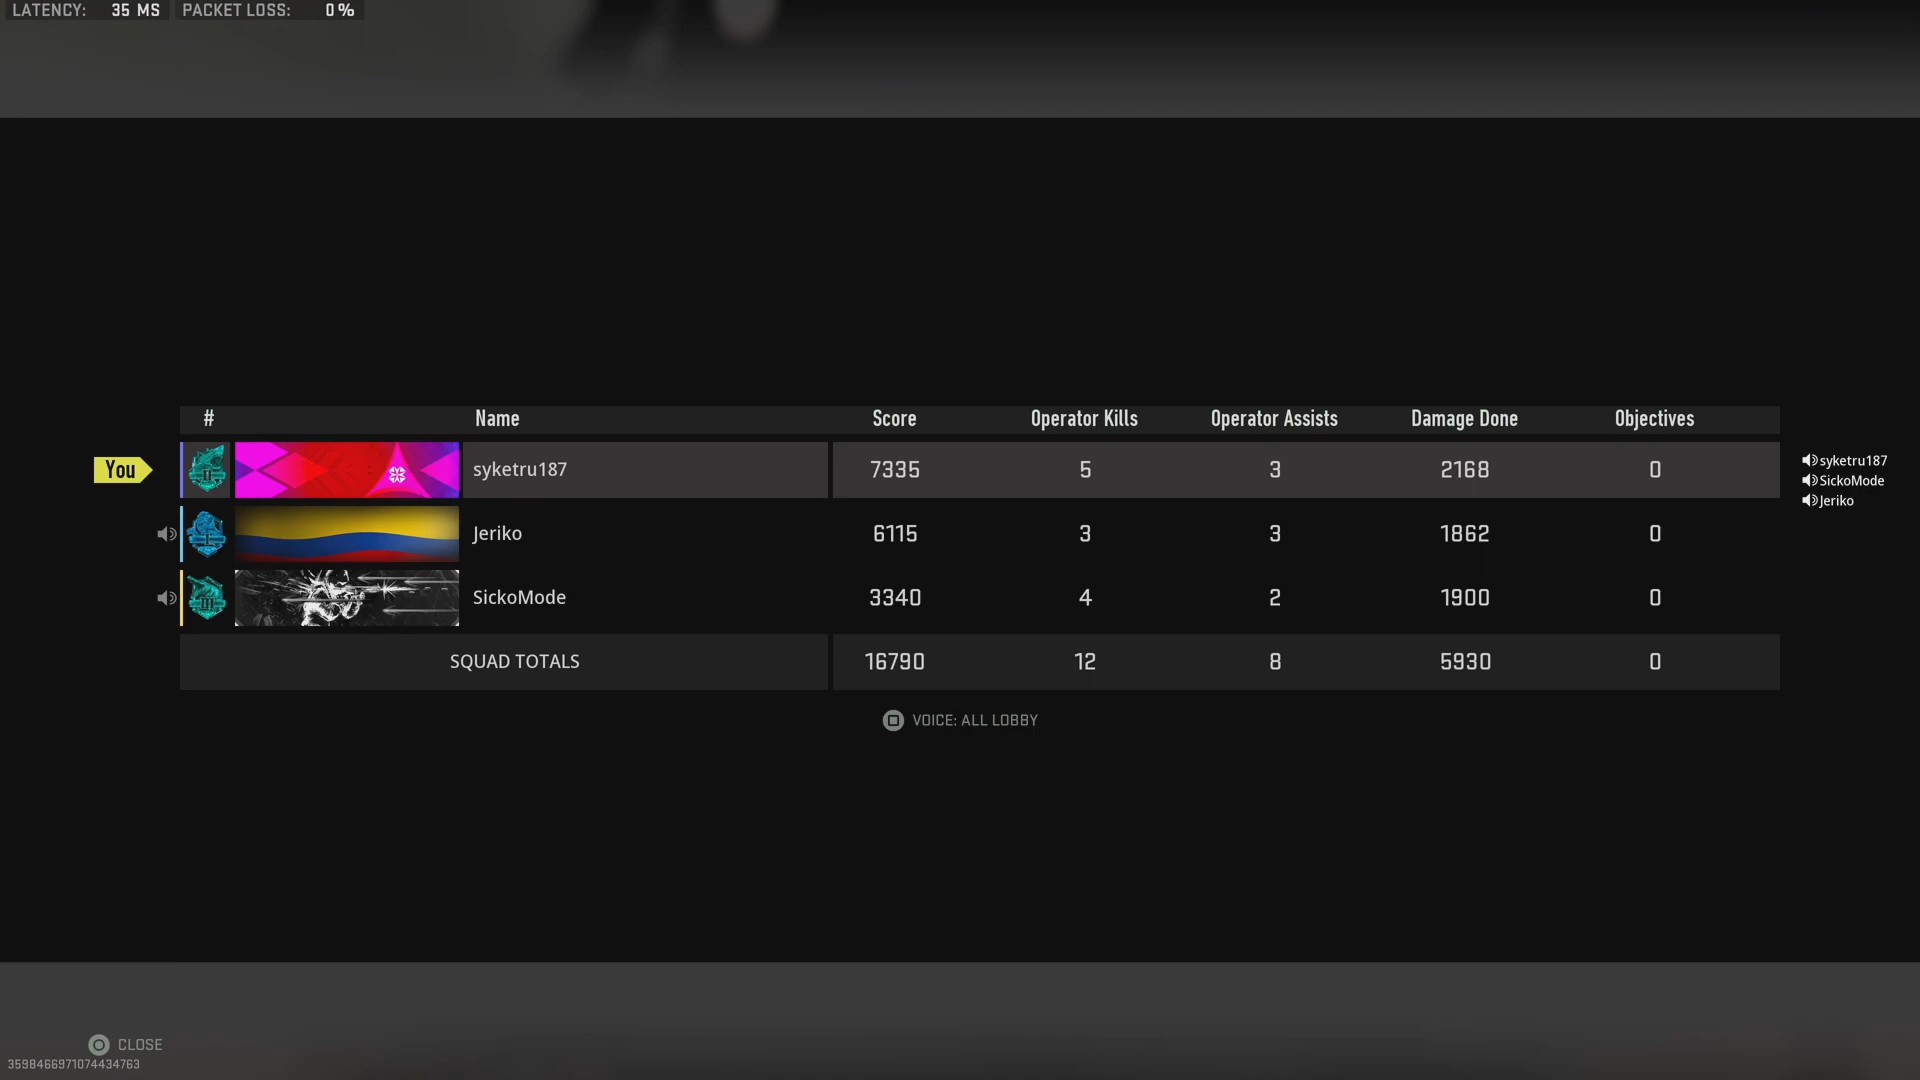 LATENCY: 35 MS PACKET LOSS: 0%
# Name Score Operator Kills Operator Assists Damage Done Objectives
You syketru187 7335 5 3 2168 0
Jeriko 6115 3 3 1862 0
SickoMode 3340 4 2 1900 0
SQUAD TOTALS 16790 12 8 5930 0
syketru187
SickoMode
Jeriko
VOICE: ALL LOBBY
CLOSE
3598466971074434763